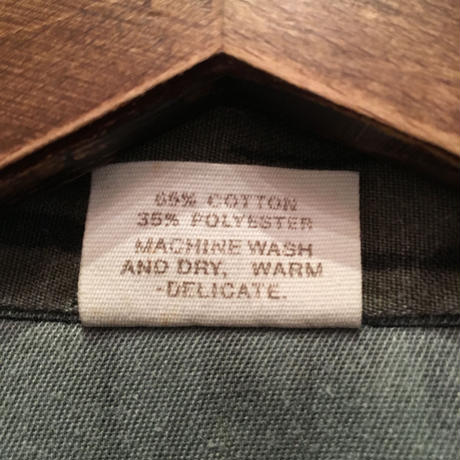 65% COTTON
35% POLYESTER
MACHINE WASH
AND DRY, WARM
-DELICATE.